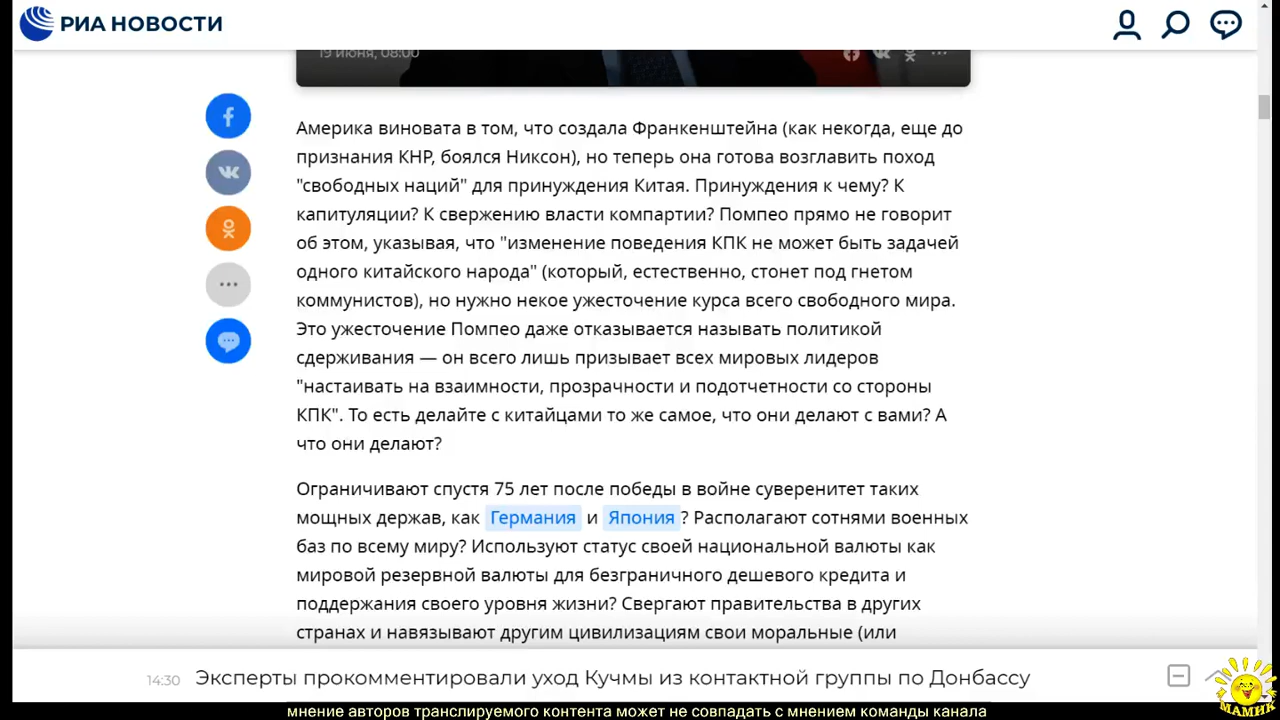 РИА НОВОСТИ
19 июня, 08:00
Америка виновата в том, что создала Франкенштейна (как некогда, еще до
признания КНР, боялся Никсон), но теперь она готова возглавить поход
"свободных наций" для принуждения Китая. Принуждения к чему? К
капитуляции? К свержению власти компартии? Помпео прямо не говорит
об этом, указывая, что "изменение поведения КПК не может быть задачей
одного китайского народа" (который, естественно, стонет под гнетом
коммунистов), но нужно некое ужесточение курса всего свободного мира.
Это ужесточение Помпео даже отказывается называть политикой
сдерживания — он всего лишь призывает всех мировых лидеров
"настаивать на взаимности, прозрачности и подотчетности со стороны
КПК". То есть делайте с китайцами то же самое, что они делают с вами? А
что они делают?
Ограничивают спустя 75 лет после победы в войне суверенитет таких
мощных держав, как Германия и Япония? Располагают сотнями военных
баз по всему миру? Используют статус своей национальной валюты как
мировой резервной валюты для безграничного дешевого кредита и
поддержания своего уровня жизни? Свергают правительства в других
странах и навязывают другим цивилизациям свои моральные (или
14:30 Эксперты прокомментировали уход Кучмы из контактной группы по Донбассу
МАМИК
мнение авторов транслируемого контента может не совпадать с мнением команды канала